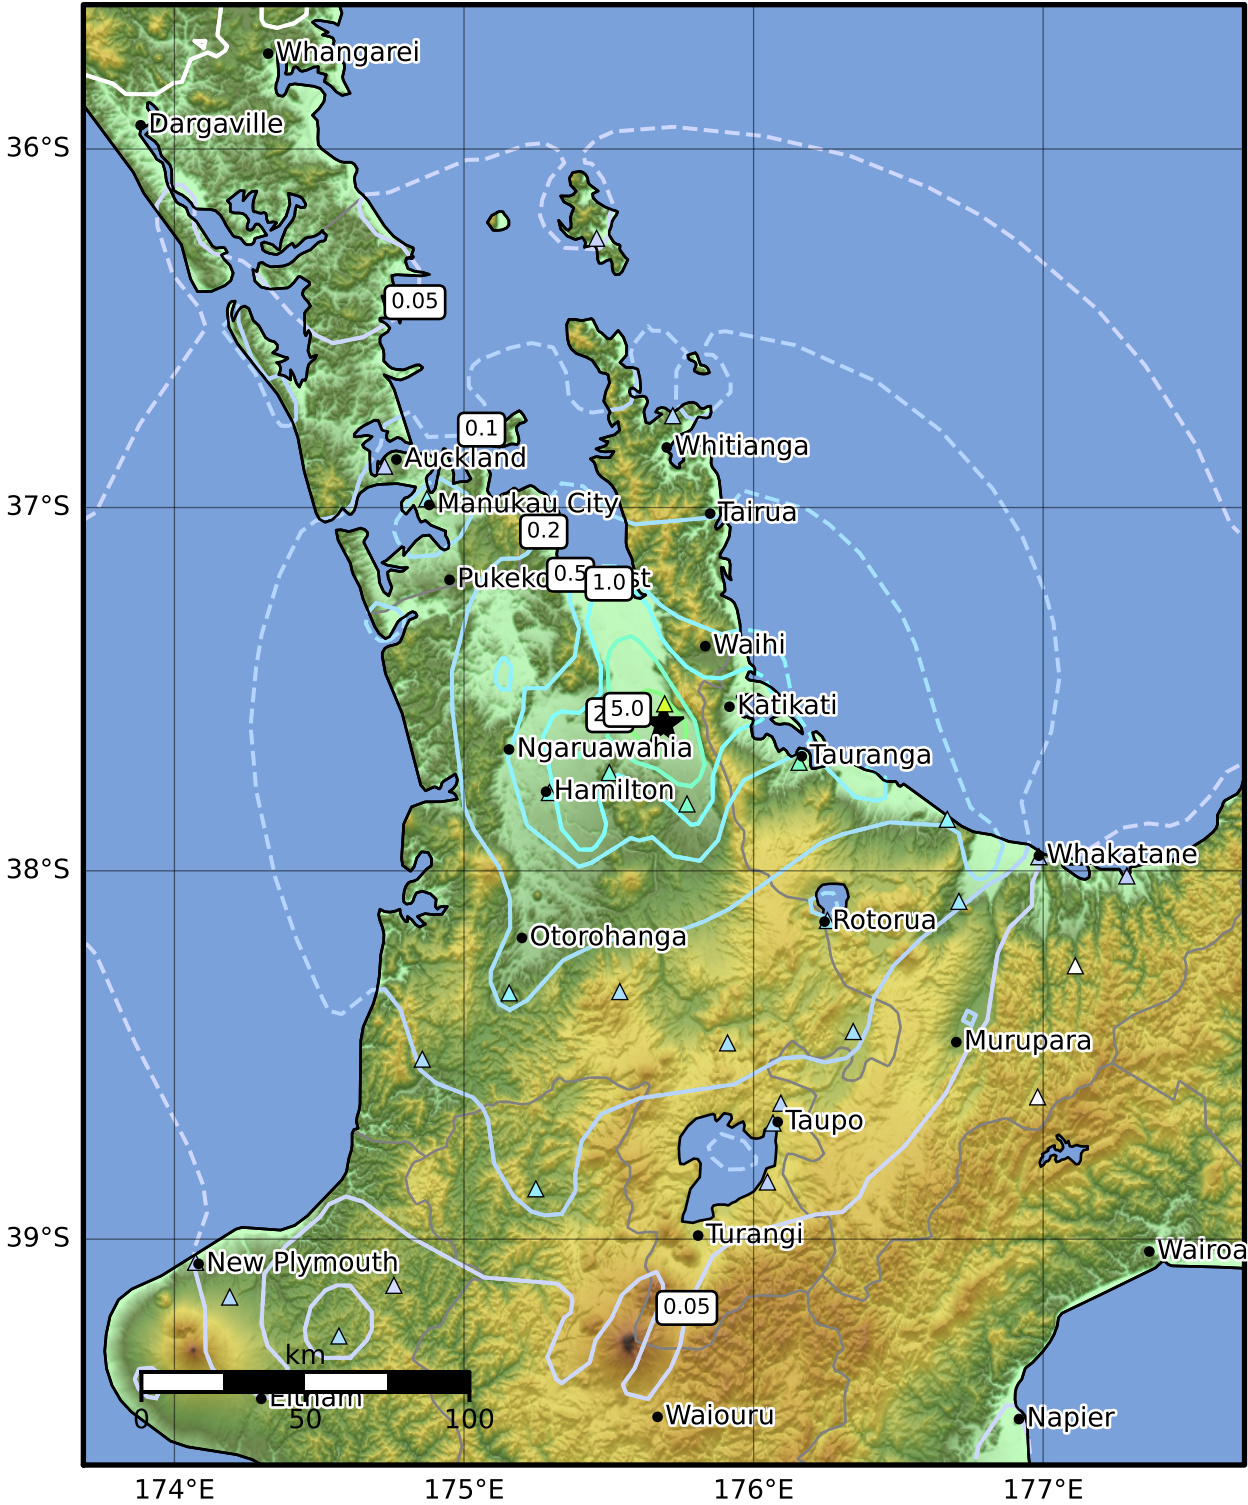 Whangarei
Dargaville
36°S
0.05
0.1
Whitianga
Auckland
Manukau City
37°S
Tairua
0.2
0.5
1.0
Waihi
5.0
Katikati
Ngaruawahia
Tauranga
Hamilton
Whakatane
38°S
Rotorua
Otorohanga
Murupara
Taupo
39°S
Turangi
Wairoa
New Plymouth
0.05
km
Eltham
0 50 100
Waiouru
Napier
174°E 175°E 176°E 177°E